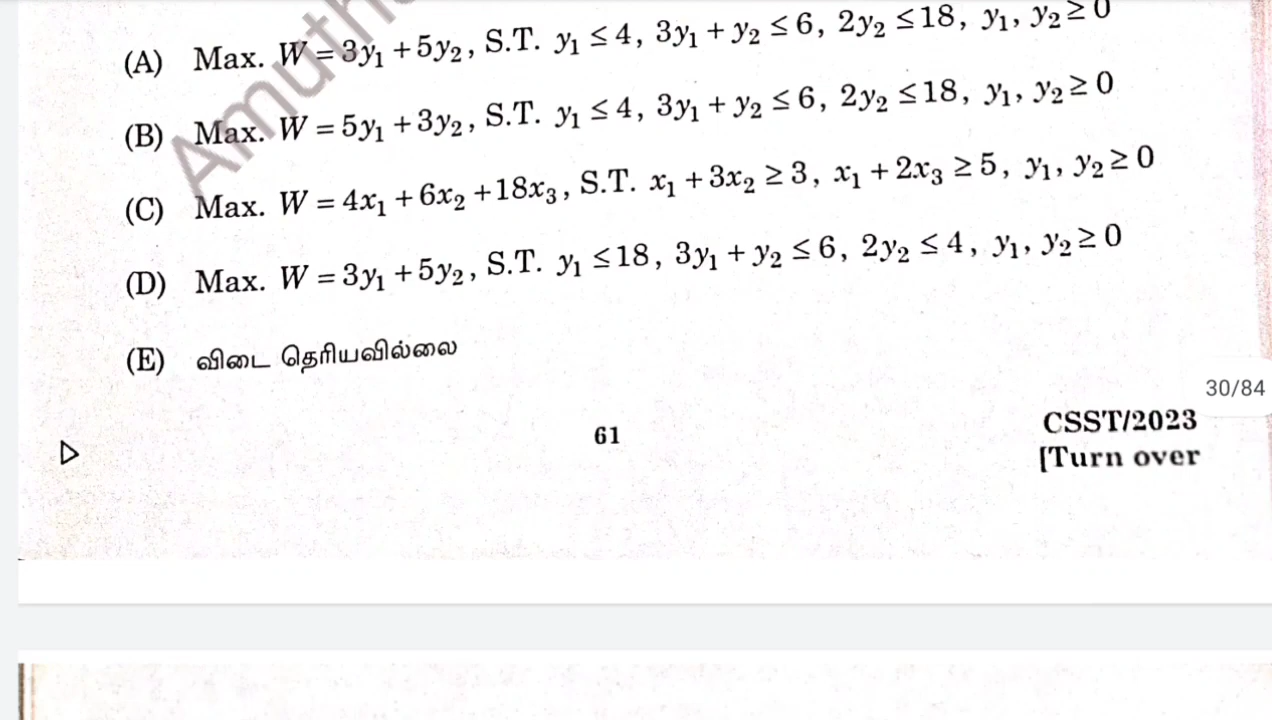 (A) Max. W = 3y₁ + 5y₂, S.T. y₁ ≤ 4, 3y₁ + y₂ ≤ 6, 2y₂ ≤ 18, y₁, y₂ ≥ 0
(B) Max. W = 5y₁ + 3y₂, S.T. y₁ ≤ 4, 3y₁ + y₂ ≤ 6, 2y₂ ≤ 18, y₁, y₂ ≥ 0
(C) Max. W = 4x₁ + 6x₂ + 18x₃, S.T. x₁ + 3x₂ ≥ 3, x₁ + 2x₃ ≥ 5, y₁, y₂ ≥ 0
(D) Max. W = 3y₁ + 5y₂, S.T. y₁ ≤ 18, 3y₁ + y₂ ≤ 6, 2y₂ ≤ 4, y₁, y₂ ≥ 0
(E) விடை தெரியவில்லை
30/84
61
CSST/2023
[Turn over